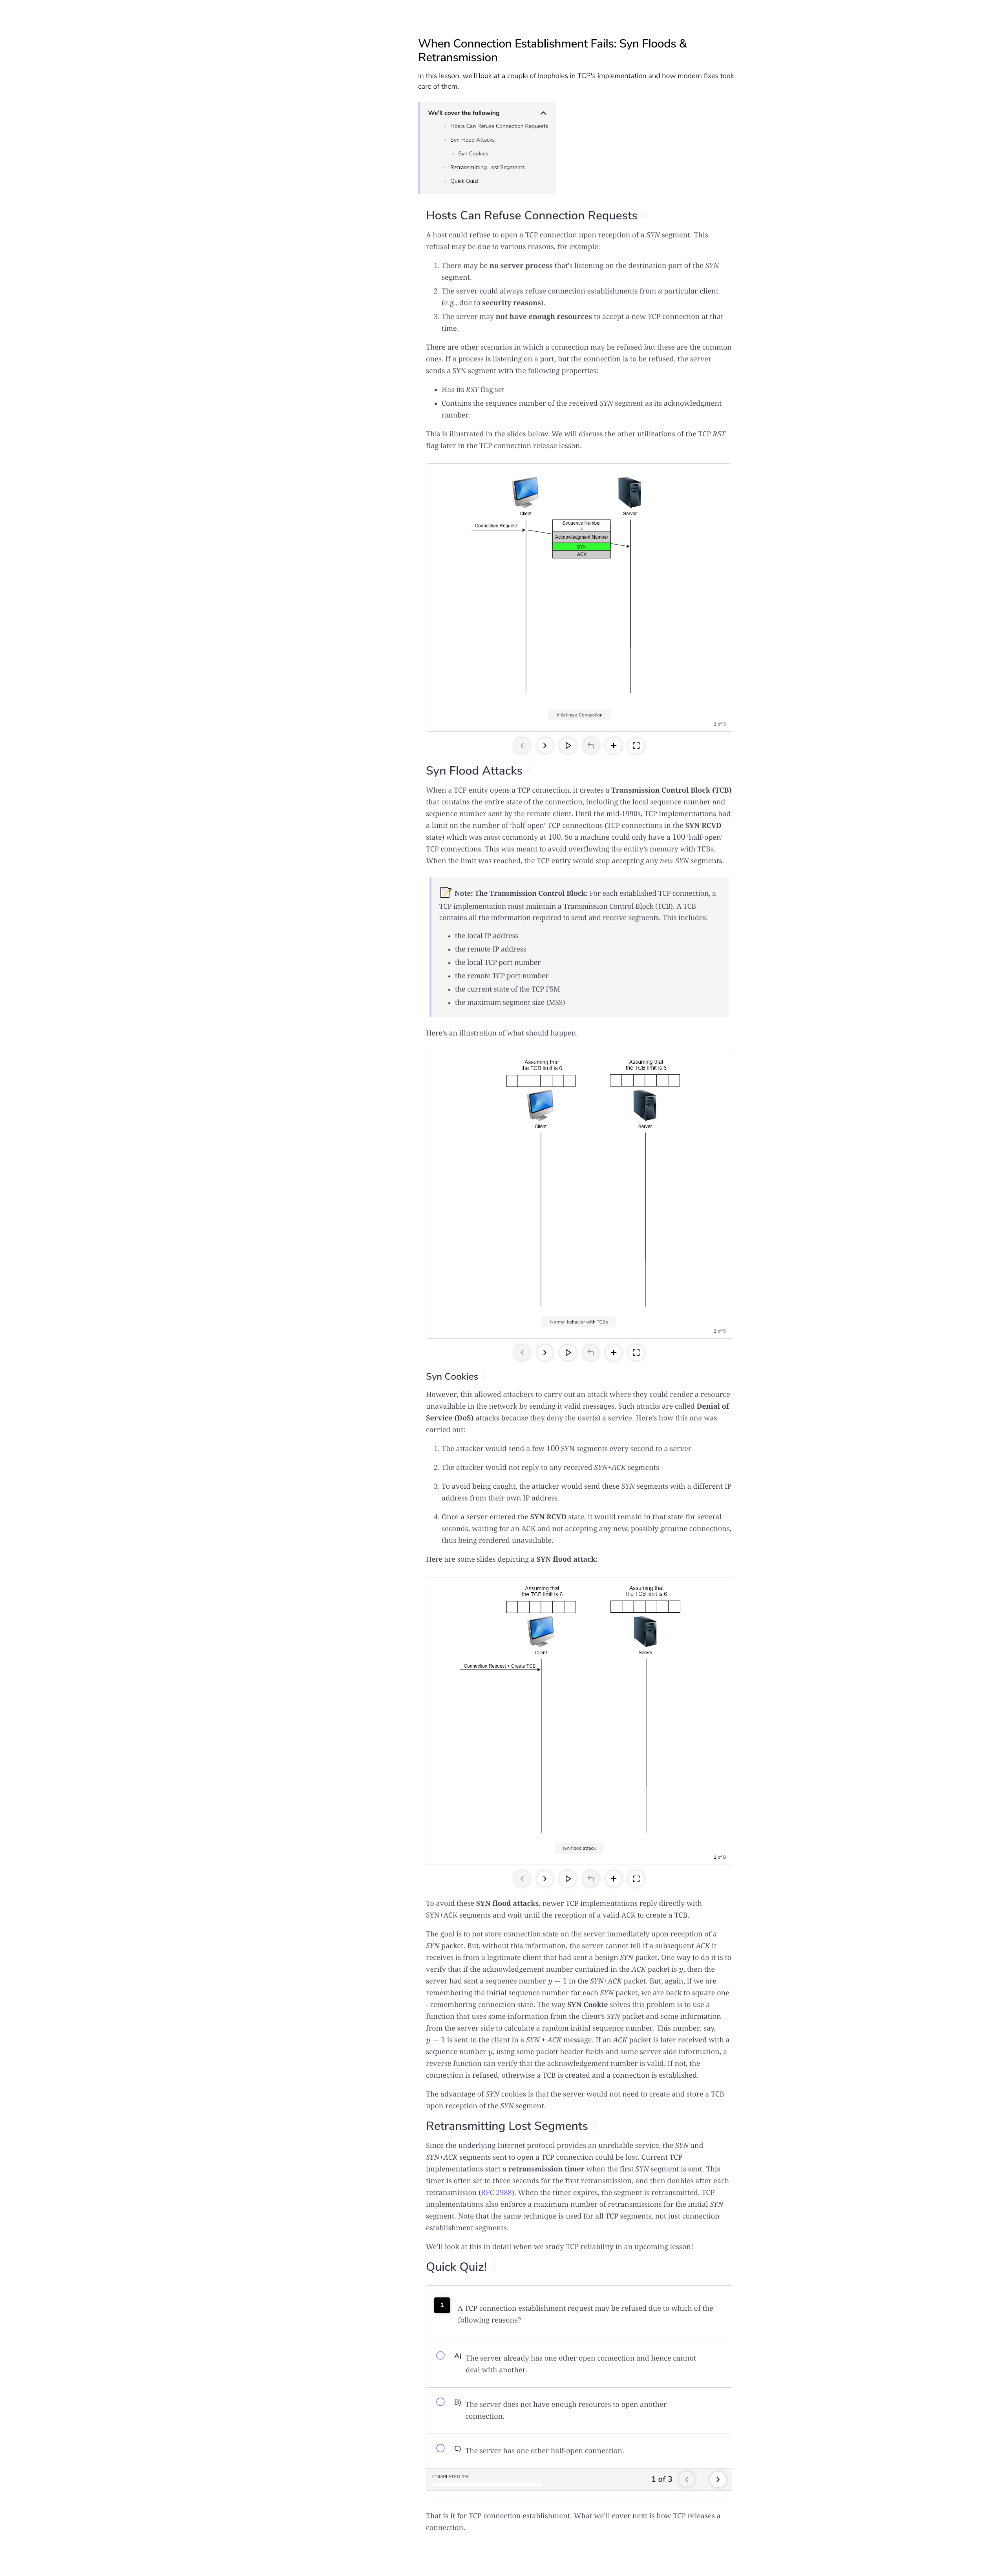 When Connection Establishment Fails: Syn Floods &
Retransmission
In this lesson, we'll look at a couple of loopholes in TCP's implementation and how modern fixes took
care of them.
We'll cover the following
Hosts Can Refuse Connection Requests
Syn Flood Attacks
Syn Cookies
Retransmitting Lost Segments
Quick Quiz!
Hosts Can Refuse Connection Requests
A host could refuse to open a TCP connection upon reception of a SYN segment. This
refusal may be due to various reasons, for example:
1. There may be no server process that's listening on the destination port of the SYN
segment.
2. The server could always refuse connection establishments from a particular client
(e.g., due to security reasons).
3. The server may not have enough resources to accept a new TCP connection at that
time.
There are other scenarios in which a connection may be refused but these are the common
ones. If a process is listening on a port, but the connection is to be refused, the server
sends a SYN segment with the following properties:
• Has its RST flag set
• Contains the sequence number of the received SYN segment as its acknowledgment
number.
This is illustrated in the slides below. We will discuss the other utilizations of the TCP RST
flag later in the TCP connection release lesson.
Client
Server
Connection Request
Sequence Number
Acknowledgment Number
SYN
ACK
Initiating a Connection
1 of 3
Syn Flood Attacks
When a TCP entity opens a TCP connection, it creates a Transmission Control Block (TCB)
that contains the entire state of the connection, including the local sequence number and
sequence number sent by the remote client. Until the mid-1990s, TCP implementations had
a limit on the number of ‘half-open’ TCP connections (TCP connections in the SYN RCVD
state) which was most commonly at 100. So a machine could only have a 100 ‘half-open’
TCP connections. This was meant to avoid overflowing the entity's memory with TCBs.
When the limit was reached, the TCP entity would stop accepting any new SYN segments.
📝 Note: The Transmission Control Block: For each established TCP connection, a
TCP implementation must maintain a Transmission Control Block (TCB). A TCB
contains all the information required to send and receive segments. This includes:
• the local IP address
• the remote IP address
• the local TCP port number
• the remote TCP port number
• the current state of the TCP FSM
• the maximum segment size (MSS)
Here's an illustration of what should happen.
Assuming that
the TCB limit is 6
Assuming that
the TCB limit is 6
Client
Server
Normal behavior with TCBs
1 of 5
Syn Cookies
However, this allowed attackers to carry out an attack where they could render a resource
unavailable in the network by sending it valid messages. Such attacks are called Denial of
Service (DoS) attacks because they deny the user(s) a service. Here's how this one was
carried out:
1. The attacker would send a few 100 SYN segments every second to a server
2. The attacker would not reply to any received SYN+ACK segments
3. To avoid being caught, the attacker would send these SYN segments with a different IP
address from their own IP address.
4. Once a server entered the SYN RCVD state, it would remain in that state for several
seconds, waiting for an ACK and not accepting any new, possibly genuine connections,
thus being rendered unavailable.
Here are some slides depicting a SYN flood attack:
Assuming that
the TCB limit is 6
Assuming that
the TCB limit is 6
Client
Server
Connection Request + Create TCB
syn flood attack
1 of 8
To avoid these SYN flood attacks, newer TCP implementations reply directly with
SYN+ACK segments and wait until the reception of a valid ACK to create a TCB.
The goal is to not store connection state on the server immediately upon reception of a
SYN packet. But, without this information, the server cannot tell if a subsequent ACK it
receives is from a legitimate client that had sent a benign SYN packet. One way to do it is to
verify that if the acknowledgement number contained in the ACK packet is y, then the
server had sent a sequence number y − 1 in the SYN+ACK packet. But, again, if we are
remembering the initial sequence number for each SYN packet, we are back to square one
- remembering connection state. The way SYN Cookie solves this problem is to use a
function that uses some information from the client's SYN packet and some information
from the server side to calculate a random initial sequence number. This number, say,
y − 1 is sent to the client in a SYN + ACK message. If an ACK packet is later received with a
sequence number y, using some packet header fields and some server side information, a
reverse function can verify that the acknowledgement number is valid. If not, the
connection is refused, otherwise a TCB is created and a connection is established.
The advantage of SYN cookies is that the server would not need to create and store a TCB
upon reception of the SYN segment.
Retransmitting Lost Segments
Since the underlying Internet protocol provides an unreliable service, the SYN and
SYN+ACK segments sent to open a TCP connection could be lost. Current TCP
implementations start a retransmission timer when the first SYN segment is sent. This
timer is often set to three seconds for the first retransmission, and then doubles after each
retransmission (RFC 2988). When the timer expires, the segment is retransmitted. TCP
implementations also enforce a maximum number of retransmissions for the initial SYN
segment. Note that the same technique is used for all TCP segments, not just connection
establishment segments.
We'll look at this in detail when we study TCP reliability in an upcoming lesson!
Quick Quiz!
1
A TCP connection establishment request may be refused due to which of the
following reasons?
A) The server already has one other open connection and hence cannot
deal with another.
B) The server does not have enough resources to open another
connection.
C) The server has one other half-open connection.
COMPLETED 0%
1 of 3
That is it for TCP connection establishment. What we'll cover next is how TCP releases a
connection.